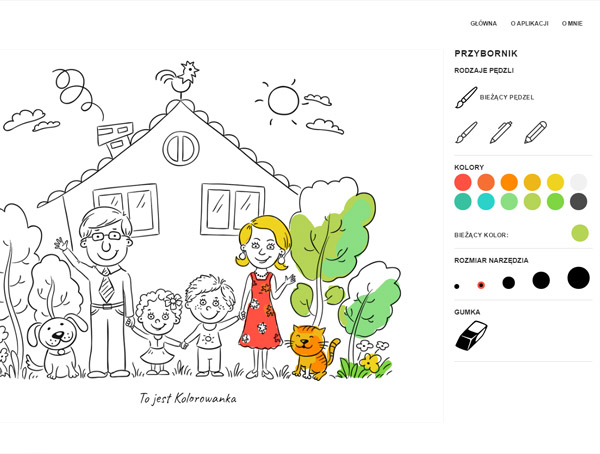 GŁÓWNA O APLIKACJI O MNIE
PRZYBORNIK
RODZAJE PĘDZLI
BIEŻĄCY PĘDZEL
KOLORY
BIEŻĄCY KOLOR:
ROZMIAR NARZĘDZIA
GUMKA
To jest Kolorowanka